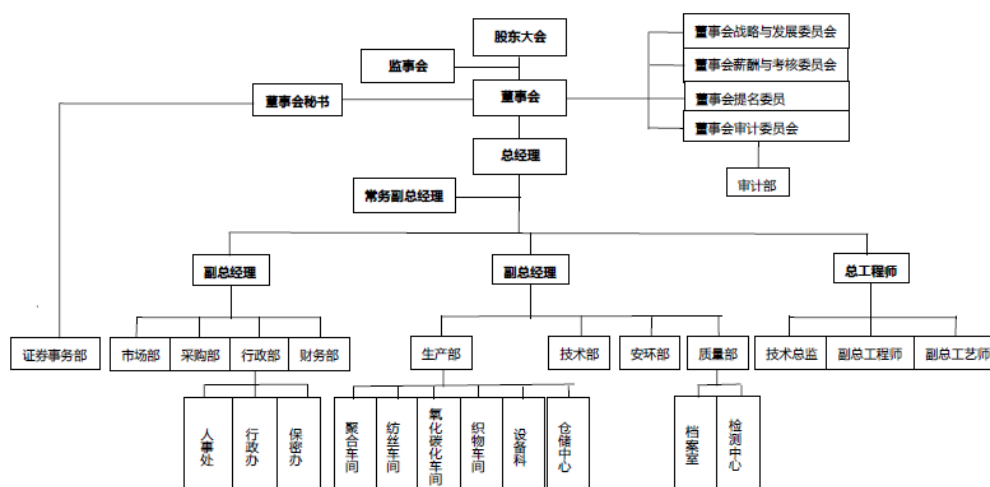 股东大会
董事会战略与发展委员会
监事会
董事会薪酬与考核委员会
董事会秘书
董事会
董事会提名委员
董事会审计委员会
总经理
审计部
常务副总经理
副总经理
副总经理
总工程师
证券事务部
市场部
采购部
行政部
财务部
生产部
技术部
安环部
质量部
技术总监
副总工程师
副总工艺师
人事处
行政办
保密办
聚合车间
纺丝车间
氧化碳化车间
织物车间
设备科
仓储中心
档案室
检测中心